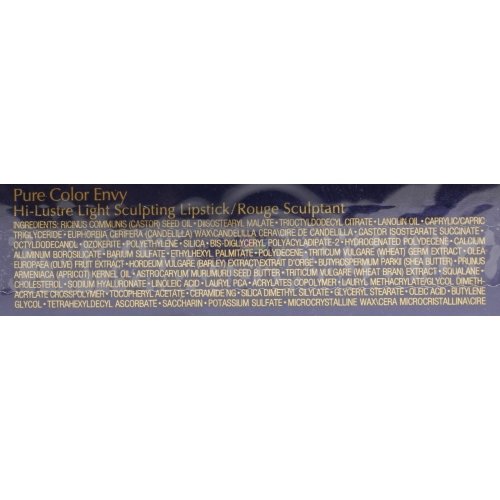 Pure Color Envy
Hi-Lustre Light Sculpting Lipstick/Rouge Sculptant
INGREDIENTS: RICINUS COMMUNIS (CASTOR) SEED OIL • DIISOSTEARYL MALATE • TRIOCTYLDODECYL CITRATE • LANOLIN OIL • CAPRYLIC/CAPRIC
TRIGLYCERIDE • EUPHORBIA CERIFERA (CANDELILLA) WAX\CANDELILLA CERA\CIRE DE CANDELILLA • CASTOR ISOSTEARATE SUCCINATE •
OCTYLDODECANOL • OZOKERITE • POLYETHYLENE • SILICA • BIS-DIGLYCERYL POLYACYLADIPATE-2 • HYDROGENATED POLYDECENE • CALCIUM
ALUMINUM BOROSILICATE • BARIUM SULFATE • ETHYLHEXYL PALMITATE • POLYDECENE • TRITICUM VULGARE (WHEAT) GERM EXTRACT • OLEA
EUROPAEA (OLIVE) FRUIT EXTRACT • HORDEUM VULGARE (BARLEY) EXTRACT\EXTRAIT D'ORGE • BUTYROSPERMUM PARKII (SHEA BUTTER) • PRUNUS
ARMENIACA (APRICOT) KERNEL OIL • ASTROCARYUM MURUMURU SEED BUTTER • TRITICUM VULGARE (WHEAT BRAN) EXTRACT • SQUALANE •
CHOLESTEROL • SODIUM HYALURONATE • LINOLEIC ACID • LAURYL PCA • ACRYLATES COPOLYMER • LAURYL METHACRYLATE/GLYCOL DIMETH-
ACRYLATE CROSSPOLYMER • TOCOPHERYL ACETATE • CERAMIDE NG • SILICA DIMETHYL SILYLATE • GLYCERYL STEARATE • OLEIC ACID • BUTYLENE
GLYCOL • TETRAHEXYLDECYL ASCORBATE • SACCHARIN • POTASSIUM SULFATE • MICROCRYSTALLINE WAX\CERA MICROCRISTALLINA\CIRE